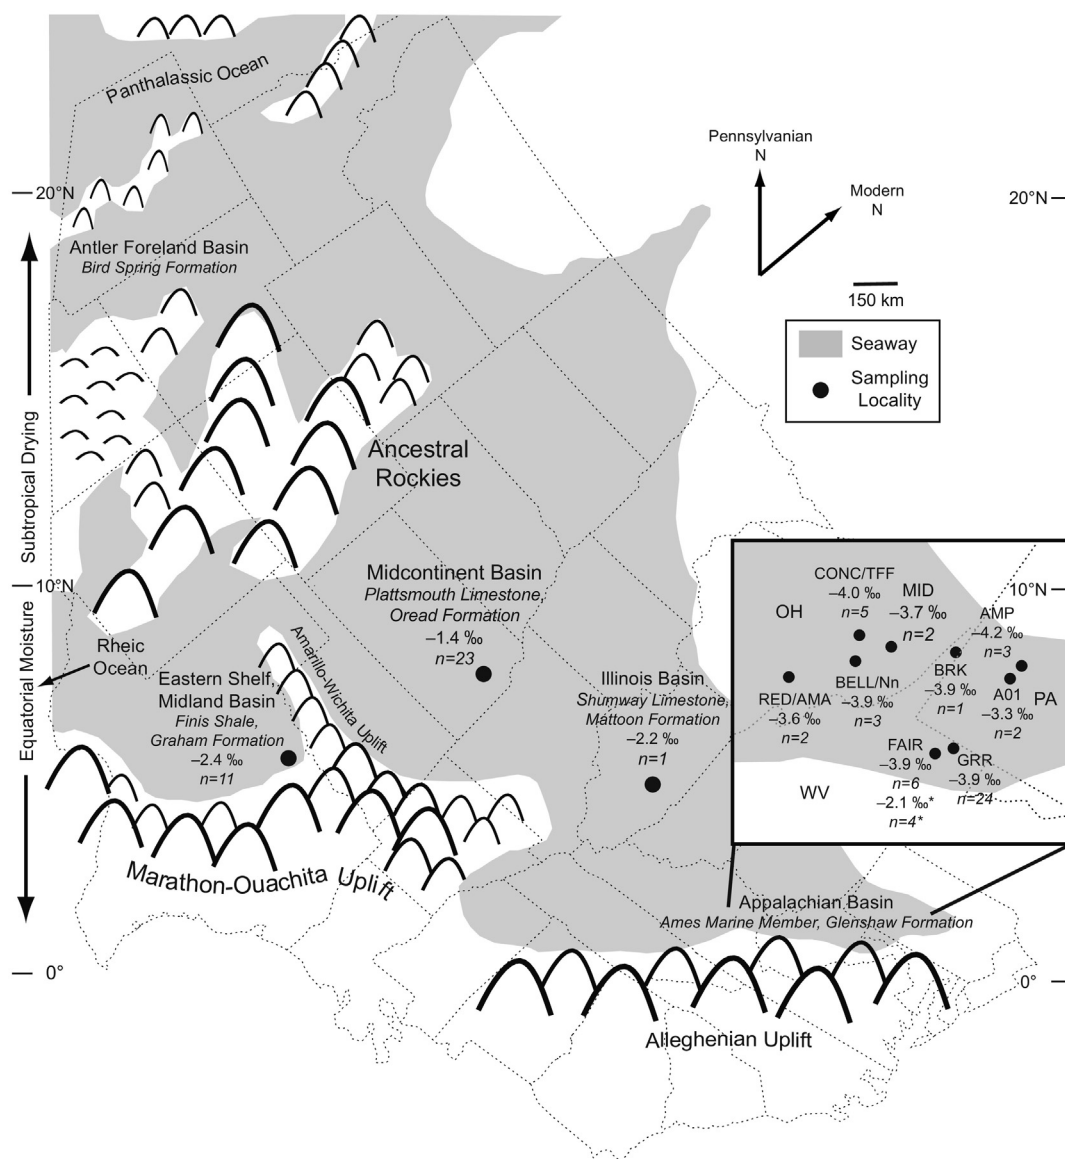 Panthalassic Ocean
Pennsylvanian
N
Modern
N
20°N
20°N
150 km
Seaway
Sampling
Locality
Antler Foreland Basin
Bird Spring Formation
Subtropical Drying
Equatorial Moisture
Ancestral
Rockies
10°N
10°N
Midcontinent Basin
Plattsmouth Limestone,
Oread Formation
–1.4 ‰
n=23
Rheic
Ocean
Amarillo-Wichita Uplift
Eastern Shelf,
Midland Basin
Finis Shale,
Graham Formation
–2.4 ‰
n=11
Illinois Basin
Shumway Limestone,
Mattoon Formation
–2.2 ‰
n=1
OH
CONC/TFF
–4.0 ‰
n=5
MID
–3.7 ‰
n=2
AMP
–4.2 ‰
n=3
RED/AMA
–3.6 ‰
n=2
BELL/Nn
–3.9 ‰
n=3
BRK
–3.9 ‰
n=1
A01
–3.3 ‰
n=2
PA
FAIR
–3.9 ‰
n=6
–2.1 ‰*
n=4*
GRR
–3.9 ‰
n=24
WV
Marathon-Ouachita Uplift
Appalachian Basin
Ames Marine Member, Glenshaw Formation
0°
0°
Alleghenian Uplift